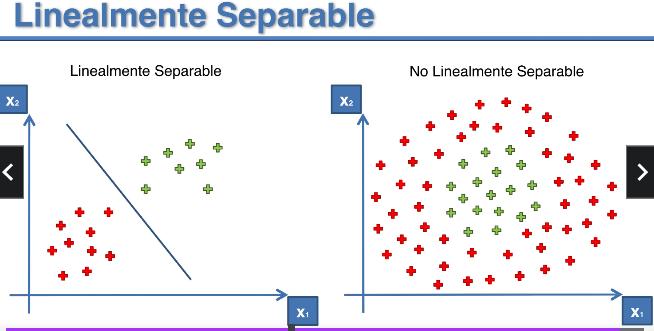 Linealmente Separable
Linealmente Separable
No Linealmente Separable
X₂
X₂
X₁
X₁